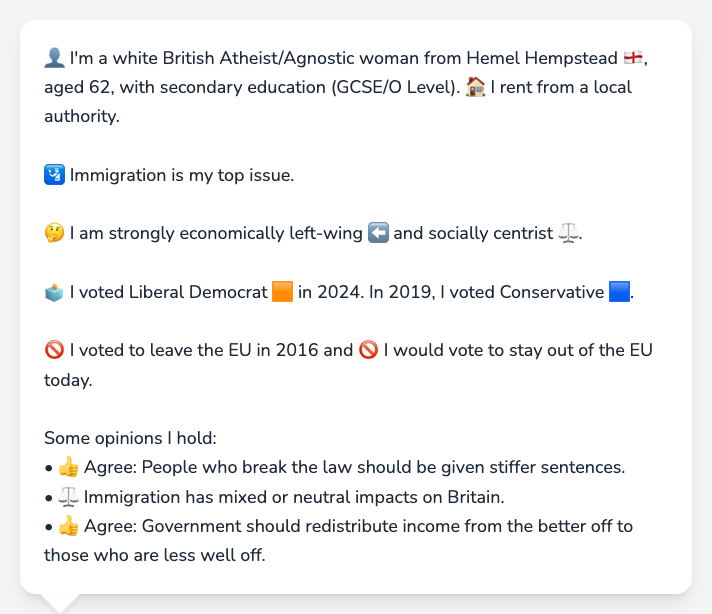 👤 I'm a white British Atheist/Agnostic woman from Hemel Hempstead 🏴󠁧󠁢󠁥󠁮󠁧󠁿,
aged 62, with secondary education (GCSE/O Level). 🏠 I rent from a local
authority.
🛂 Immigration is my top issue.
🤔 I am strongly economically left-wing ⬅️ and socially centrist ⚖️.
🗳️ I voted Liberal Democrat 🟧 in 2024. In 2019, I voted Conservative 🟦.
🚫 I voted to leave the EU in 2016 and 🚫 I would vote to stay out of the EU
today.
Some opinions I hold:
• 👍 Agree: People who break the law should be given stiffer sentences.
• ⚖️ Immigration has mixed or neutral impacts on Britain.
• 👍 Agree: Government should redistribute income from the better off to
those who are less well off.